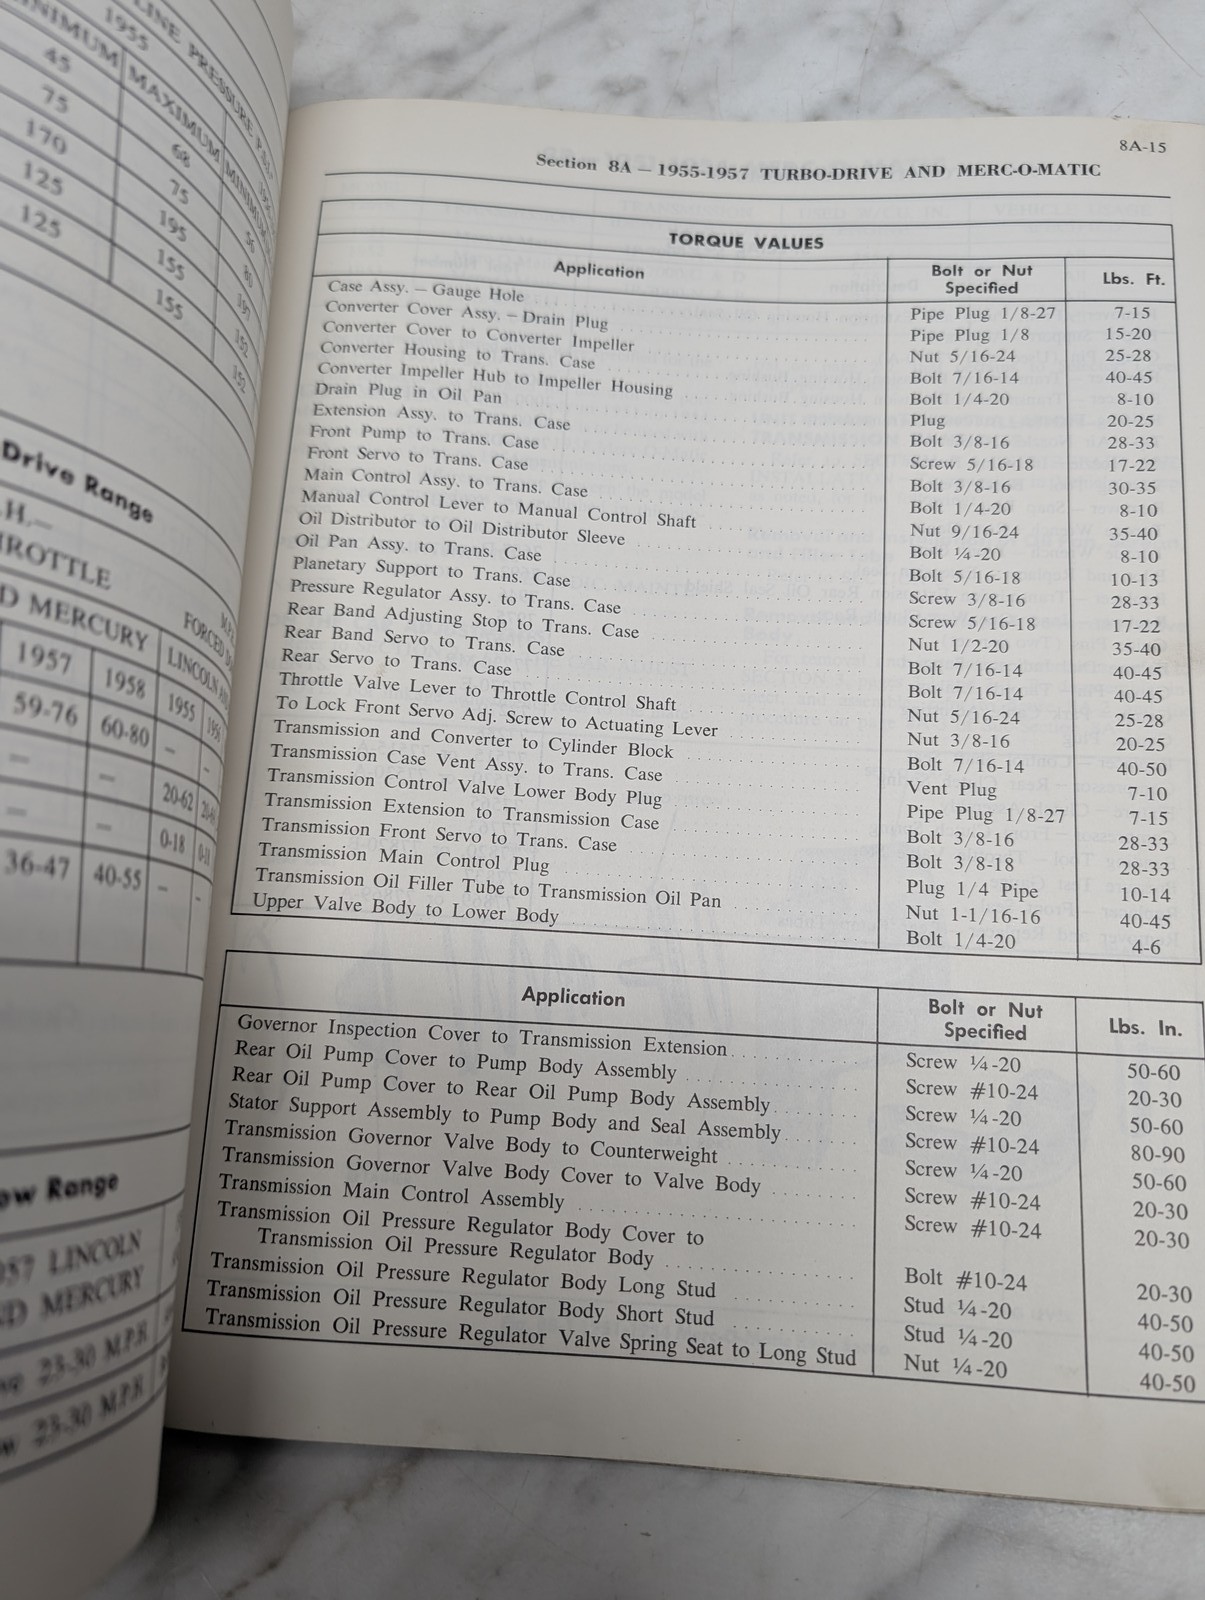 LINE PRESSURE P.S.I.
1955
MAXIMUM
45 68
75 75
170 195
125 155
125 155
Drive Range
THROTTLE
MERCURY
1957 1958 1955
59-76 60-80 –
– –
– – 20-62
0-18
36-47 40-55 –
Range
LINCOLN
MERCURY
23-30 M.P.H.
23-30 M.P.H.
8A-15
Section 8A — 1955-1957 TURBO-DRIVE AND MERC-O-MATIC
TORQUE VALUES
Application Bolt or Nut Specified Lbs. Ft.
Case Assy. – Gauge Hole Pipe Plug 1/8-27 7-15
Converter Cover Assy. – Drain Plug Pipe Plug 1/8 15-20
Converter Cover to Converter Impeller Nut 5/16-24 25-28
Converter Housing to Trans. Case Bolt 7/16-14 40-45
Converter Impeller Hub to Impeller Housing Bolt 1/4-20 8-10
Drain Plug in Oil Pan Plug 20-25
Extension Assy. to Trans. Case Bolt 3/8-16 28-33
Front Pump to Trans. Case Screw 5/16-18 17-22
Front Servo to Trans. Case Bolt 3/8-16 30-35
Main Control Assy. to Trans. Case Bolt 1/4-20 8-10
Manual Control Lever to Manual Control Shaft Nut 9/16-24 35-40
Oil Distributor to Oil Distributor Sleeve Bolt ¼-20 8-10
Oil Pan Assy. to Trans. Case Bolt 5/16-18 10-13
Planetary Support to Trans. Case Screw 3/8-16 28-33
Pressure Regulator Assy. to Trans. Case Screw 5/16-18 17-22
Rear Band Adjusting Stop to Trans. Case Nut 1/2-20 35-40
Rear Band Servo to Trans. Case Bolt 7/16-14 40-45
Rear Servo to Trans. Case Bolt 7/16-14 40-45
Throttle Valve Lever to Throttle Control Shaft Nut 5/16-24 25-28
To Lock Front Servo Adj. Screw to Actuating Lever Nut 3/8-16 20-25
Transmission and Converter to Cylinder Block Bolt 7/16-14 40-50
Transmission Case Vent Assy. to Trans. Case Vent Plug 7-10
Transmission Control Valve Lower Body Plug Pipe Plug 1/8-27 7-15
Transmission Extension to Transmission Case Bolt 3/8-16 28-33
Transmission Front Servo to Trans. Case Bolt 3/8-18 28-33
Transmission Main Control Plug Plug 1/4 Pipe 10-14
Transmission Oil Filler Tube to Transmission Oil Pan Nut 1-1/16-16 40-45
Upper Valve Body to Lower Body Bolt 1/4-20 4-6
Application Bolt or Nut Specified Lbs. In.
Governor Inspection Cover to Transmission Extension Screw ¼-20 50-60
Rear Oil Pump Cover to Pump Body Assembly Screw #10-24 20-30
Rear Oil Pump Cover to Rear Oil Pump Body Assembly Screw ¼-20 50-60
Stator Support Assembly to Pump Body and Seal Assembly Screw #10-24 80-90
Transmission Governor Valve Body to Counterweight Screw ¼-20 50-60
Transmission Governor Valve Body Cover to Valve Body Screw #10-24 20-30
Transmission Main Control Assembly Screw #10-24 20-30
Transmission Oil Pressure Regulator Body Cover to
Transmission Oil Pressure Regulator Body Bolt #10-24 20-30
Transmission Oil Pressure Regulator Body Long Stud Stud ¼-20 40-50
Transmission Oil Pressure Regulator Body Short Stud Stud ¼-20 40-50
Transmission Oil Pressure Regulator Valve Spring Seat to Long Stud Nut ¼-20 40-50